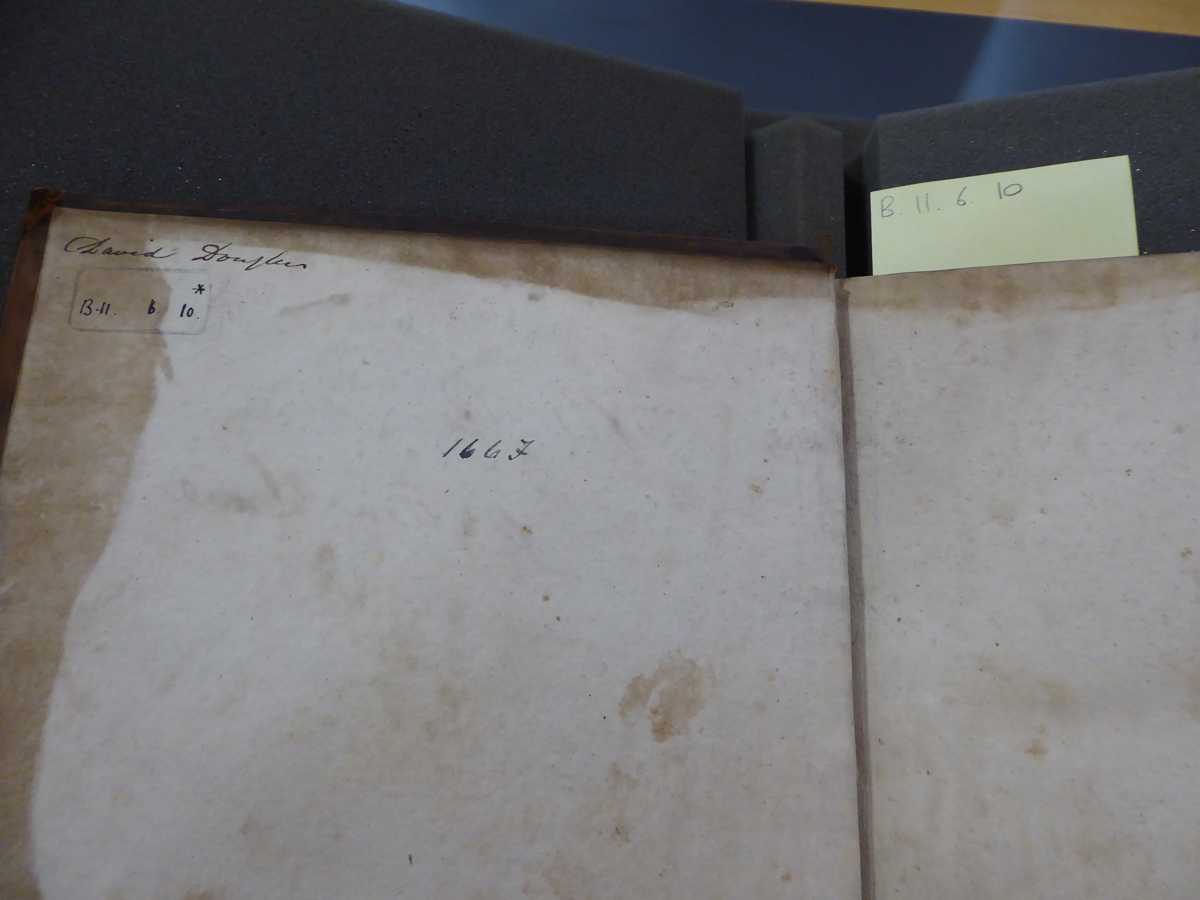 David Douglas
*
B.11. 6 10.
1667
B. 11. 6. 10